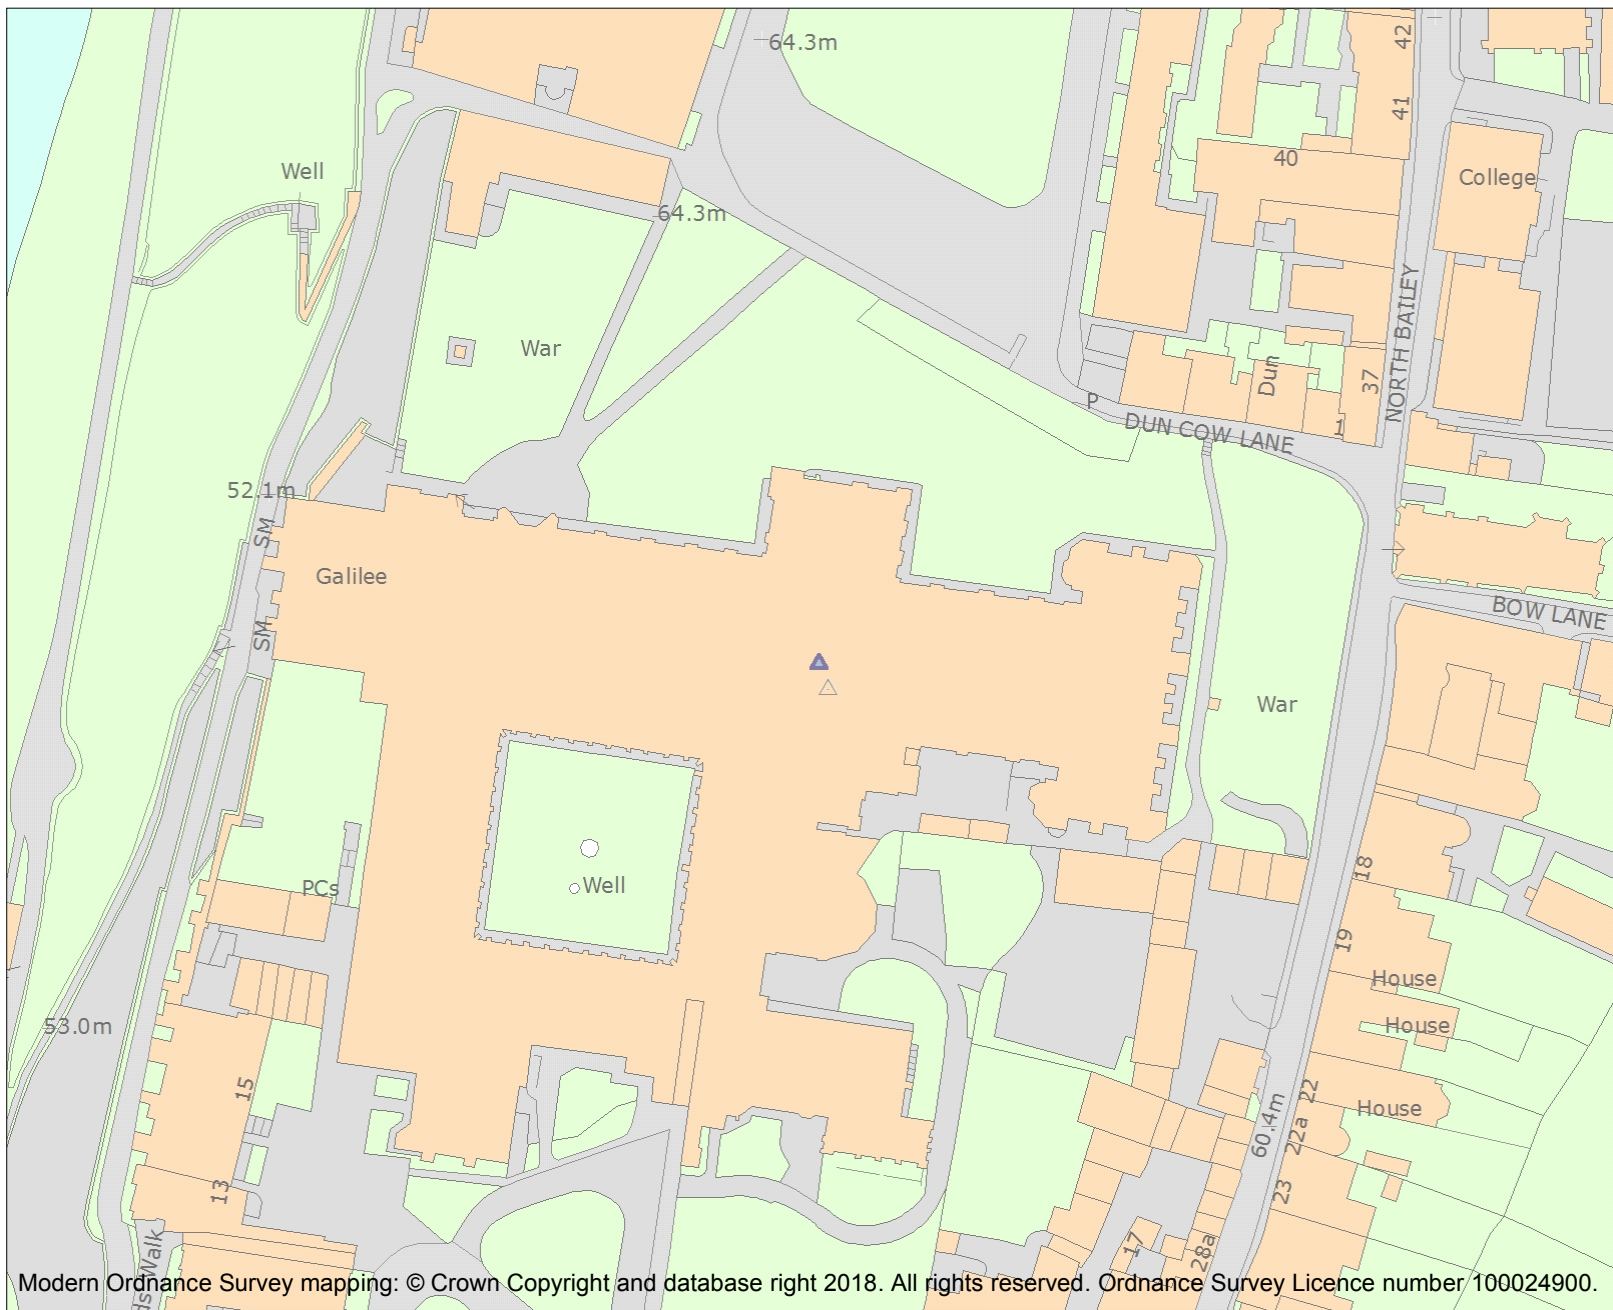 64.3m
42
41
40
College
Well
64.3m
NORTH BAILEY
War
Dun
37
P
DUN COW LANE
1
52.1m
SM
Galilee
BOW LANE
SM
War
18
PCs
Well
19
House
House
53.0m
15
22
House
60.4m
22a
13
23
17
28a
ds Walk
Modern Ordnance Survey mapping: © Crown Copyright and database right 2018. All rights reserved. Ordnance Survey Licence number 100024900.